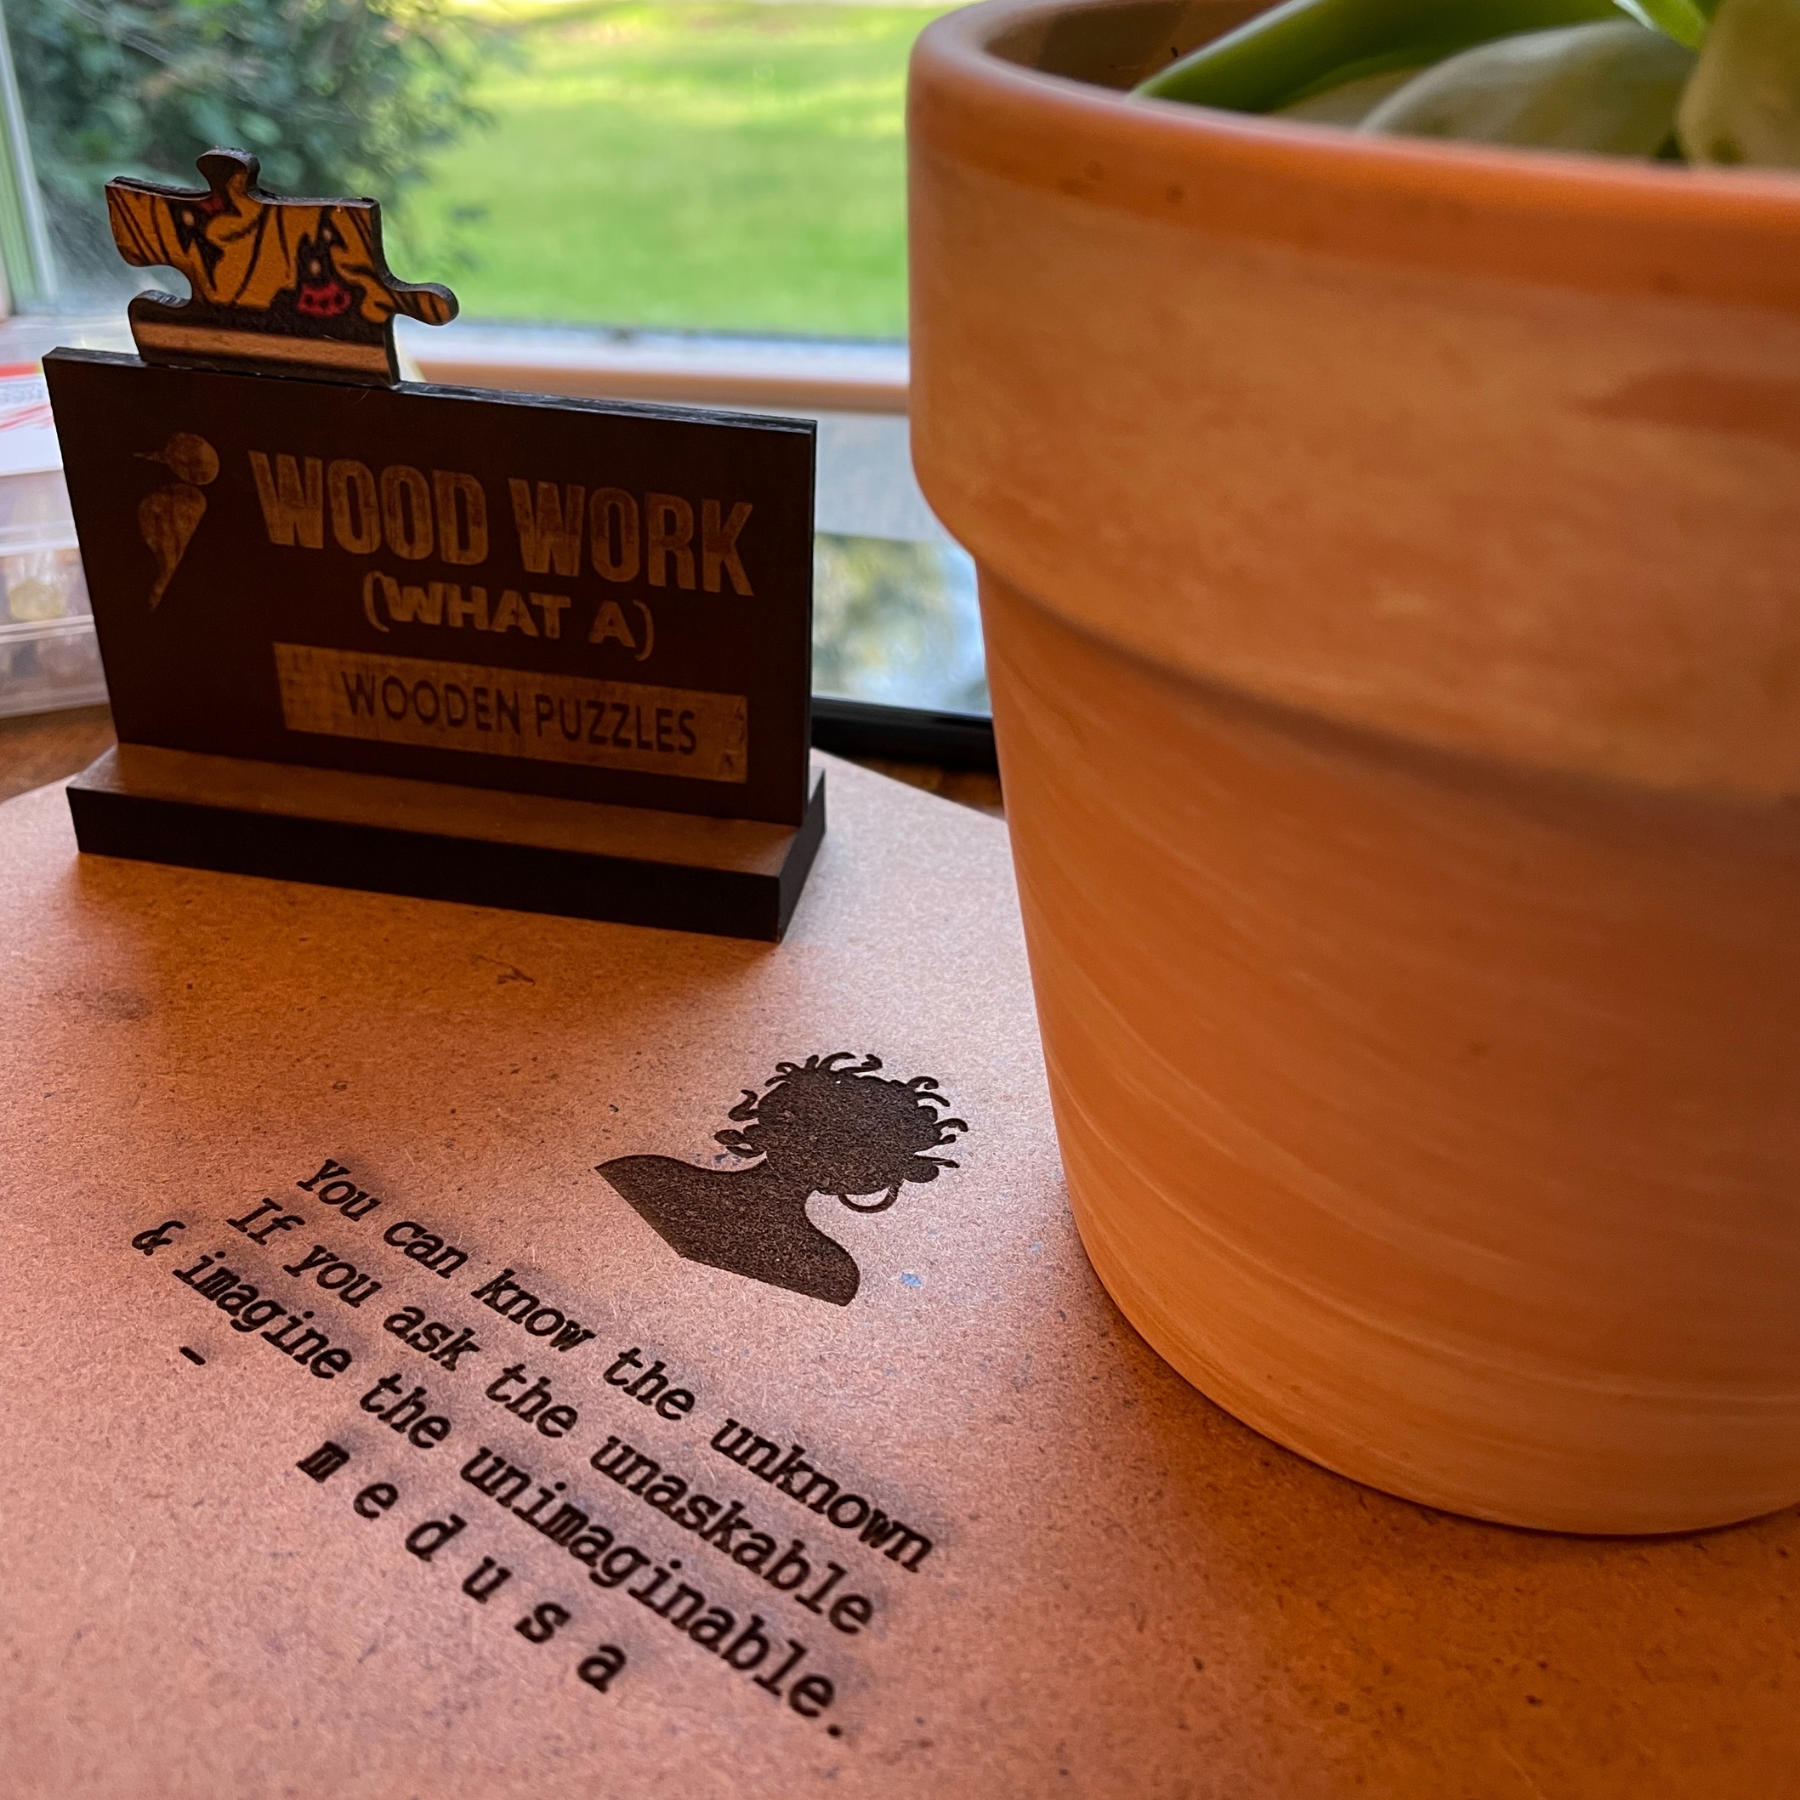 WOOD WORK
(WHAT A)
WOODEN PUZZLES
You can know the unknown
If you ask the unaskable
& imagine the unimaginable.
-
medusa